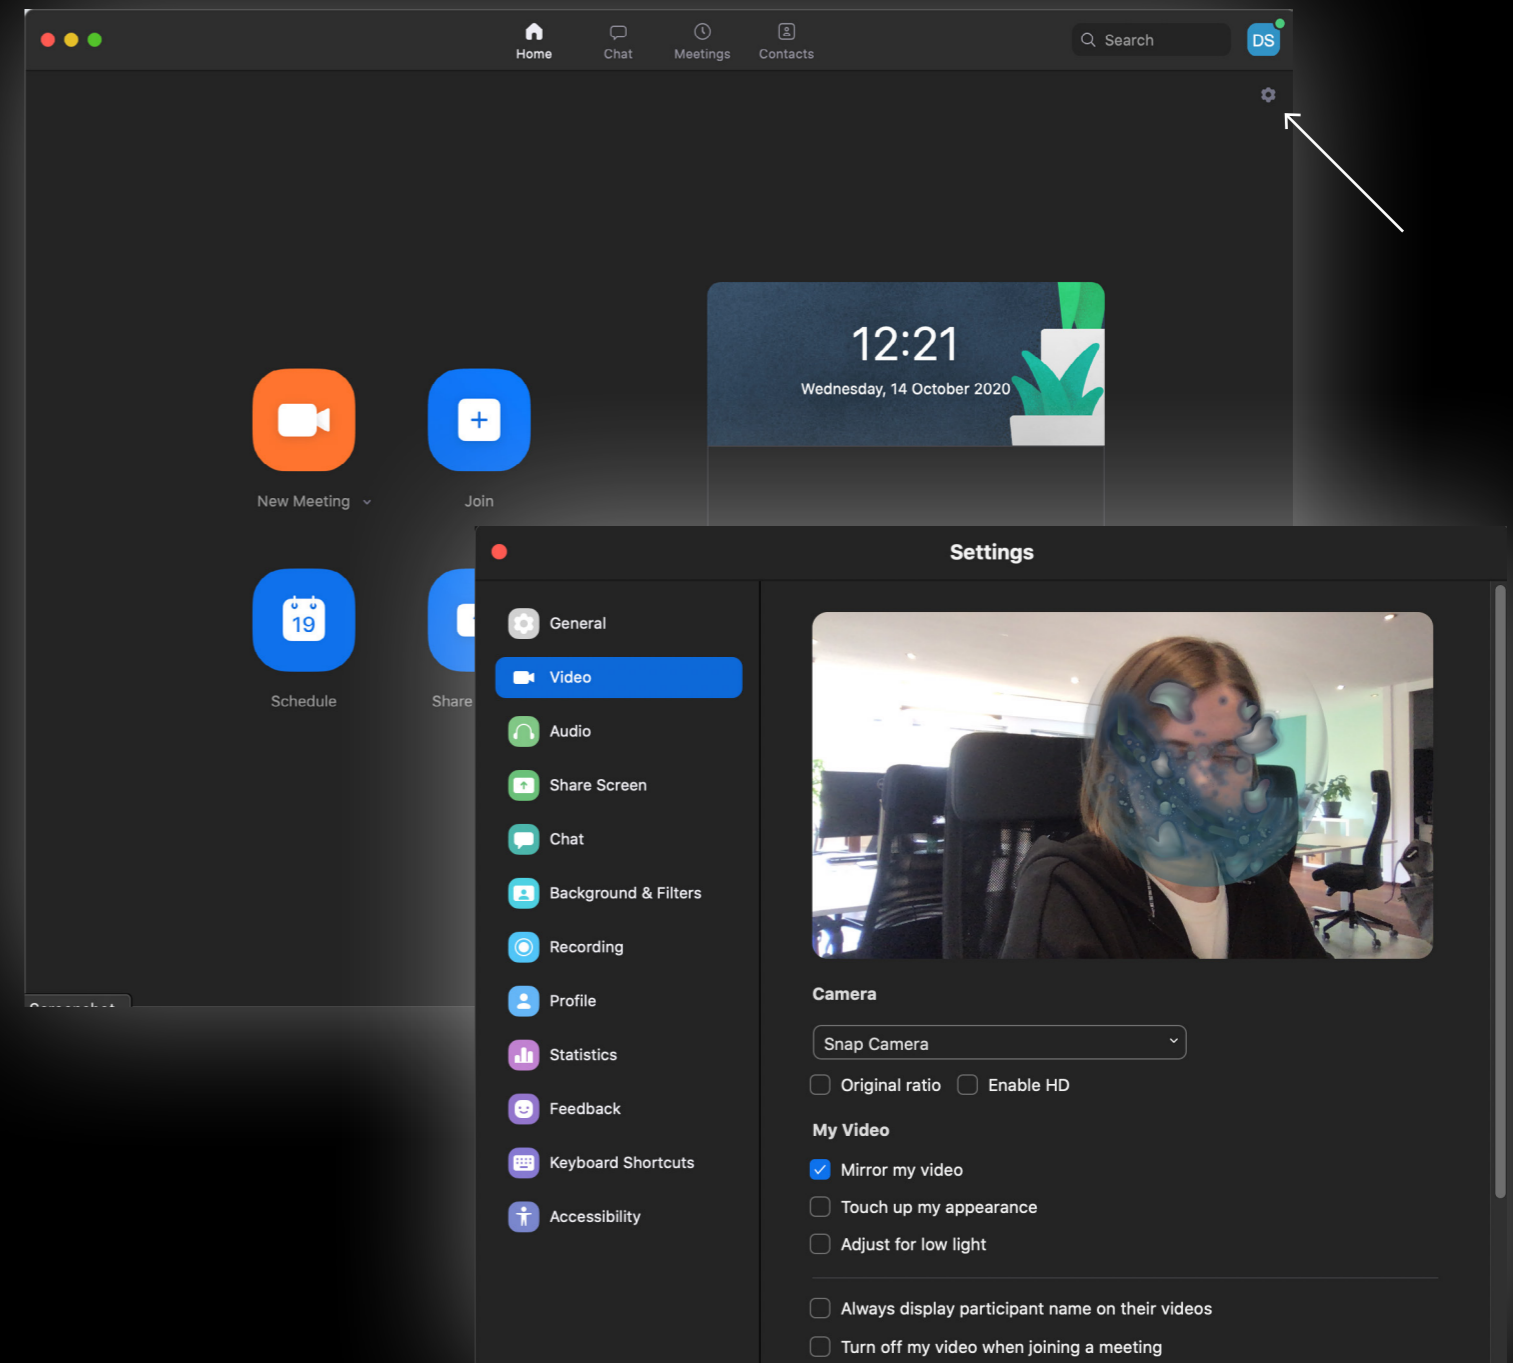 Home
Chat
Meetings
Contacts
Search
DS
12:21
Wednesday, 14 October 2020
New Meeting
Join
19
Schedule
Share
Settings
General
Video
Audio
Share Screen
Chat
Background & Filters
Recording
Profile
Statistics
Feedback
Keyboard Shortcuts
Accessibility
Camera
Snap Camera
Original ratio
Enable HD
My Video
Mirror my video
Touch up my appearance
Adjust for low light
Always display participant name on their videos
Turn off my video when joining a meeting